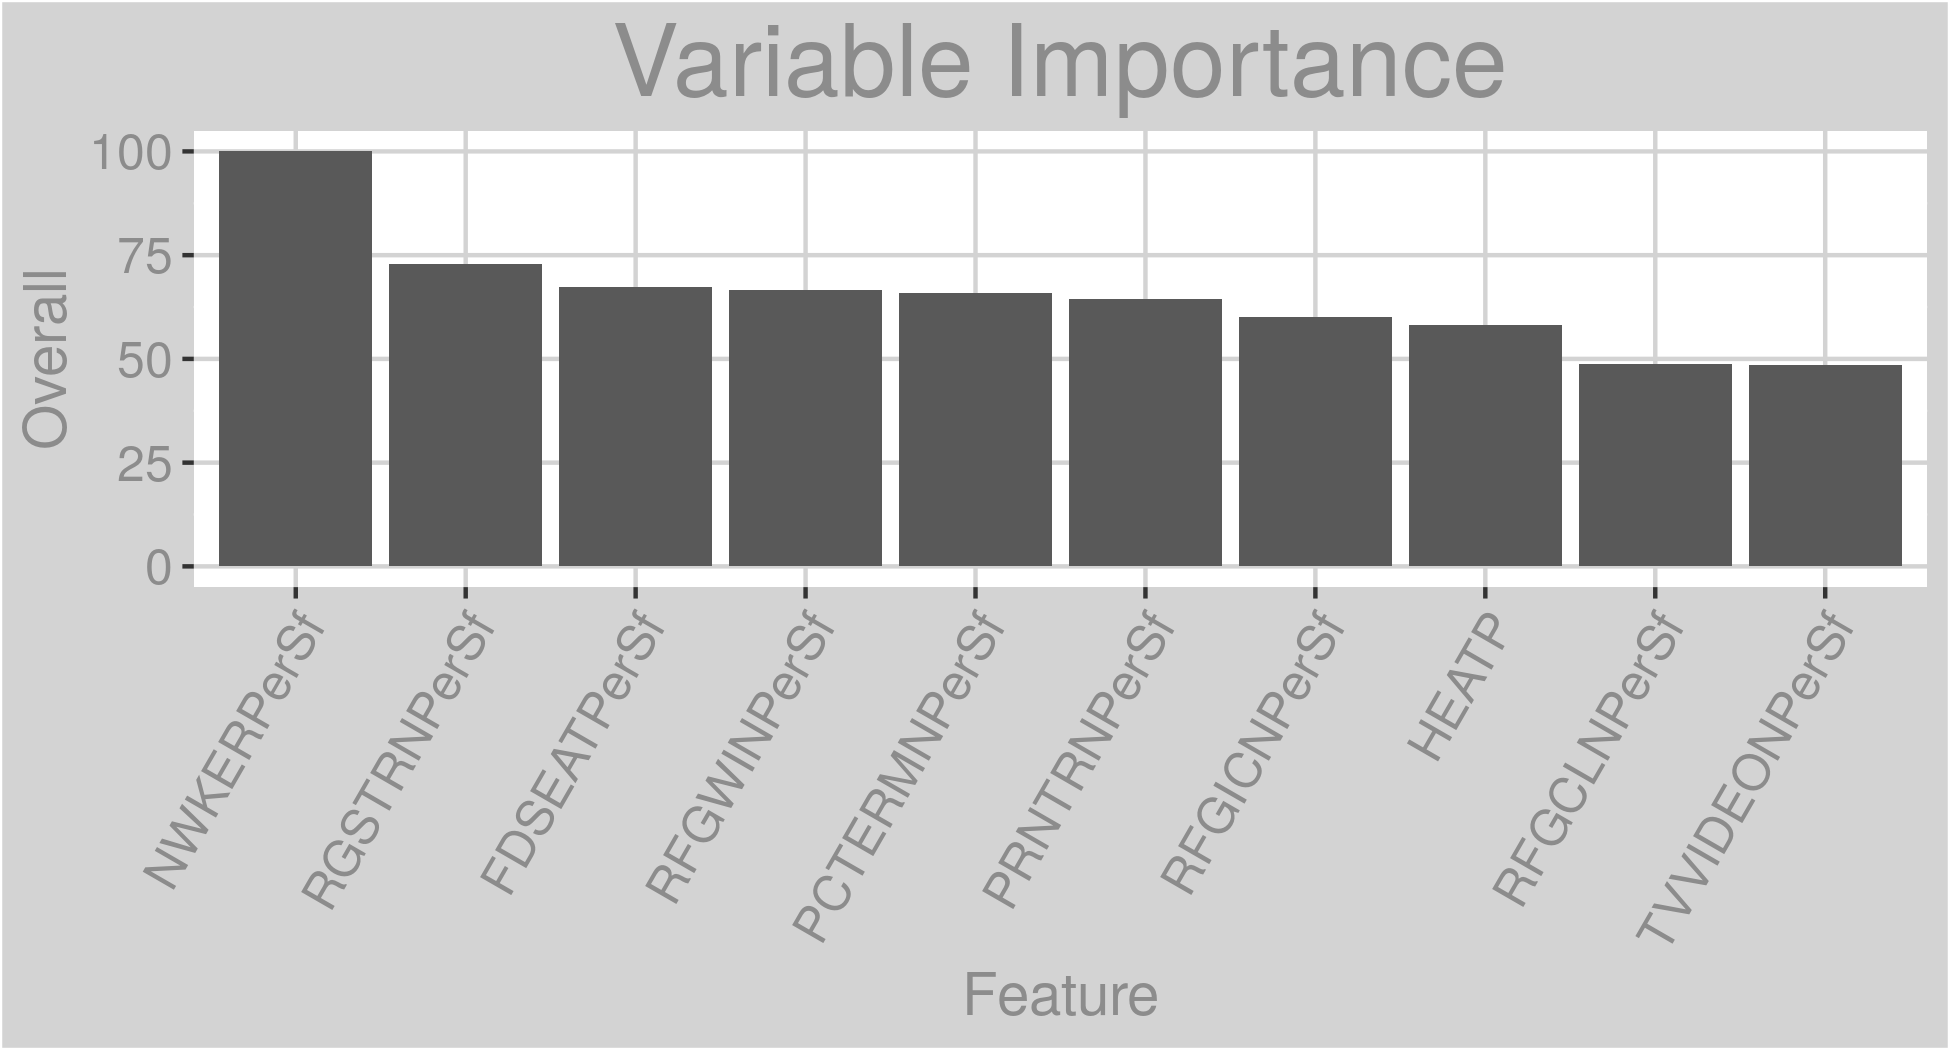 Variable Importance
Overall
100
75
50
25
0
NWKERPerSf
RGSTRNPerSf
FDSEATPerSf
RFGWINPerSf
PCTERMNPerSf
PRNTRNPerSf
RFGICNPerSf
HEATP
RFGCLNPerSf
TVVIDEONPerSf
Feature